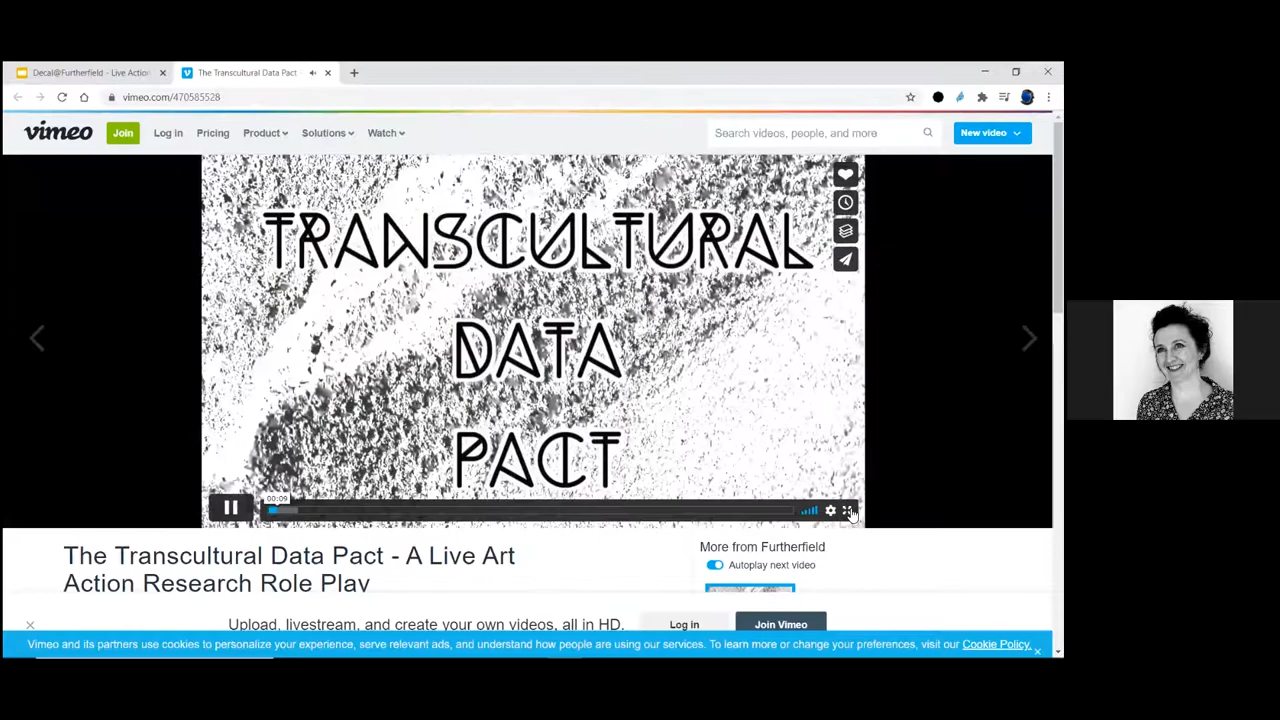 Decal@Furtherfield - Live Action
The Transcultural Data Pact -
vimeo.com/470585528
vimeo
Join
Log in
Pricing
Product
Solutions
Watch
Search videos, people, and more
New video
TRANSCULTURAL
DATA
PACT
00:09
The Transcultural Data Pact - A Live Art
Action Research Role Play
More from Furtherfield
Autoplay next video
Upload, livestream, and create your own videos, all in HD.
Log in
Join Vimeo
Vimeo and its partners use cookies to personalize your experience, serve relevant ads, and understand how people are using our services. To learn more or change your preferences, visit our Cookie Policy.